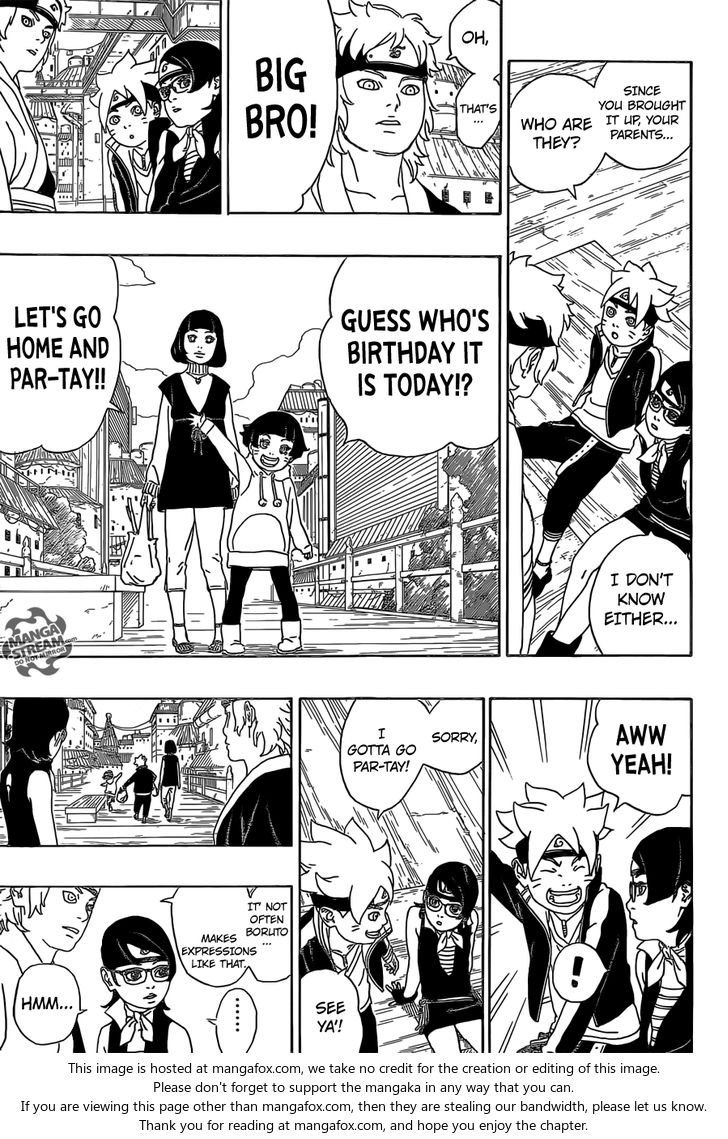 SINCE
YOU BROUGHT
IT UP, YOUR
PARENTS...
WHO ARE
THEY?
I DON'T
KNOW
EITHER...
OH,
THAT'S
...
BIG
BRO!
GUESS WHO'S
BIRTHDAY IT
IS TODAY!?
LET'S GO
HOME AND
PAR-TAY!!
MANGA
STREAM.com
DO NOT MIRROR
AWW
YEAH!
!
SORRY,
I
GOTTA GO
PAR-TAY!
SEE
YA'!
IT' NOT
OFTEN
BORUTO
...
MAKES
EXPRESSIONS
LIKE THAT.
......
HMM...
This image is hosted at mangafox.com, we take no credit for the creation or editing of this image.
Please don't forget to support the mangaka in any way that you can.
If you are viewing this page other than mangafox.com, then they are stealing our bandwidth, please let us know.
Thank you for reading at mangafox.com, and hope you enjoy the chapter.